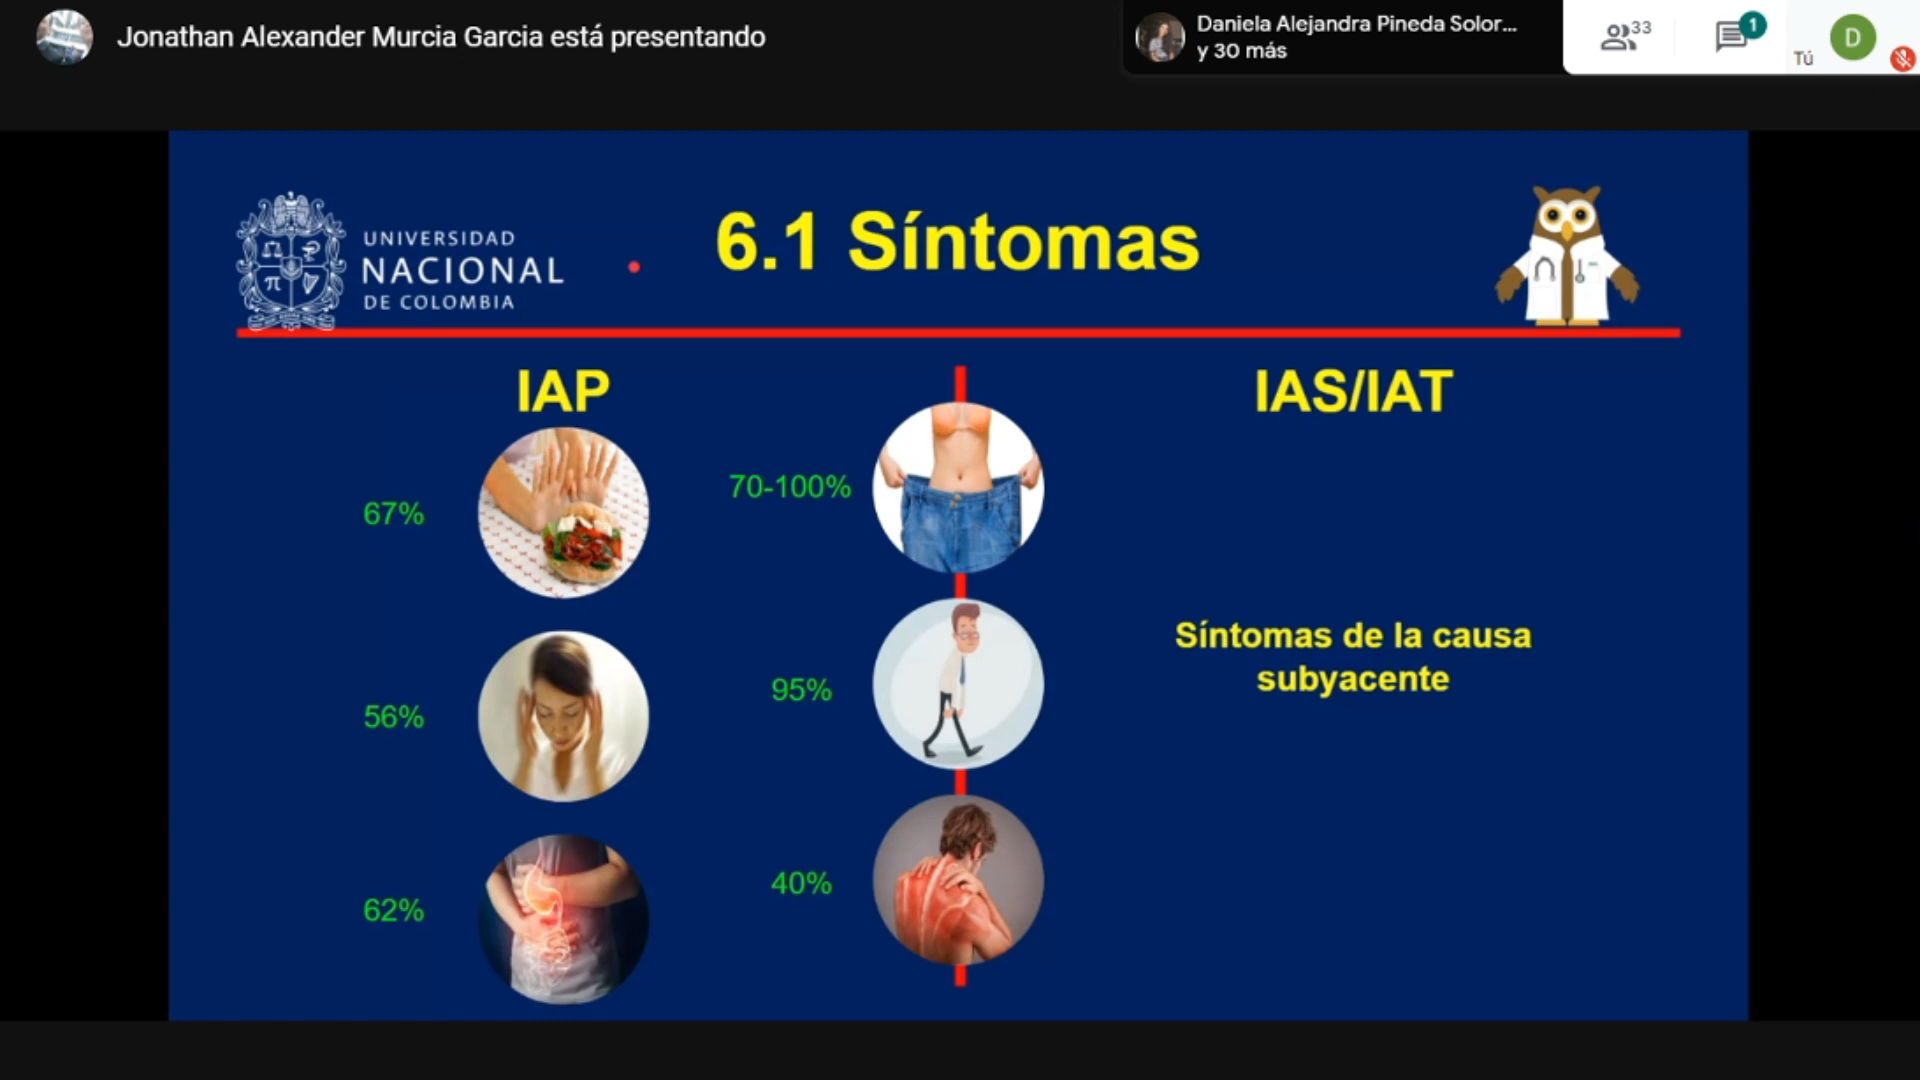 Jonathan Alexander Murcia Garcia está presentando
Daniela Alejandra Pineda Solor...
y 30 más
33
1
Tú
D
UNIVERSIDAD
NACIONAL
DE COLOMBIA
6.1 Síntomas
IAP
IAS/IAT
67%
70-100%
56%
95%
62%
40%
Síntomas de la causa
subyacente